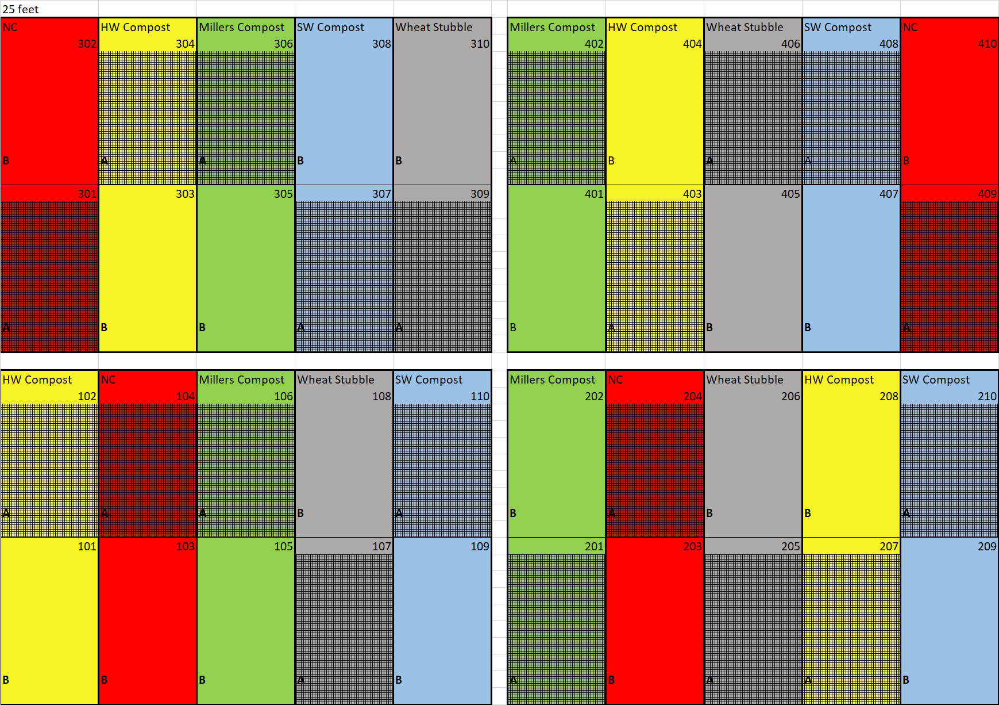 25 feet
NC HW Compost Millers Compost SW Compost Wheat Stubble Millers Compost HW Compost Wheat Stubble SW Compost NC
302 304 306 308 310 402 404 406 408 410
B A A B B A B A A B
301 303 305 307 309 401 403 405 407 409
A B B A A B A B B A
HW Compost NC Millers Compost Wheat Stubble SW Compost Millers Compost NC Wheat Stubble HW Compost SW Compost
102 104 106 108 110 202 204 206 208 210
A A A B A B A B B A
101 103 105 107 109 201 203 205 207 209
B B B A B A B A A B